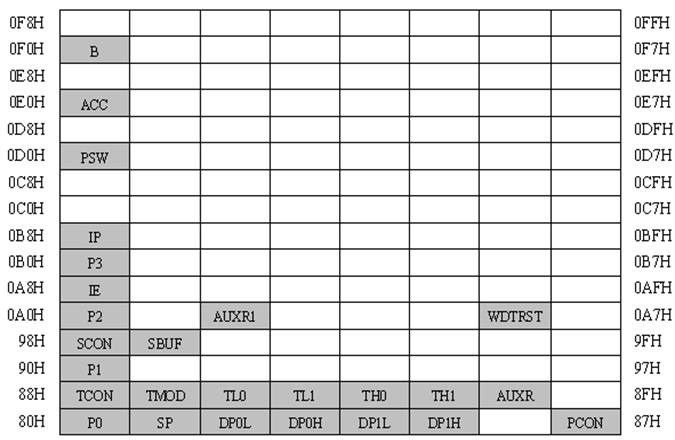 0F8H 0FFH
0F0H B 0F7H
0E8H 0EFH
0E0H ACC 0E7H
0D8H 0DFH
0D0H PSW 0D7H
0C8H 0CFH
0C0H 0C7H
0B8H IP 0BFH
0B0H P3 0B7H
0A8H IE 0AFH
0A0H P2 AUXR1 WDTRST 0A7H
98H SCON SBUF 9FH
90H P1 97H
88H TCON TMOD TL0 TL1 TH0 TH1 AUXR 8FH
80H P0 SP DP0L DP0H DP1L DP1H PCON 87H